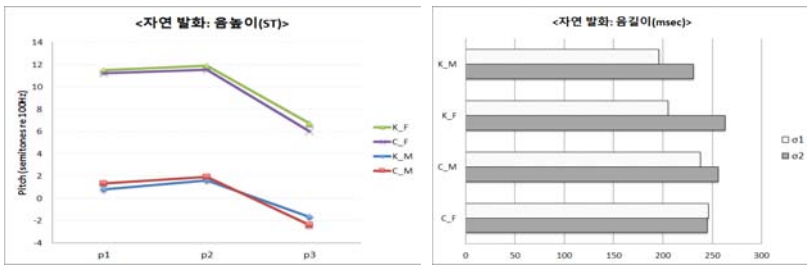 <자연 발화: 음높이(ST)>
Pitch (semitones re 100Hz)
14
12
10
8
6
4
2
0
-2
-4
p1
p2
p3
K_F
C_F
K_M
C_M
<자연 발화: 음길이(msec)>
K_M
K_F
C_M
C_F
0
50
100
150
200
250
300
σ1
σ2